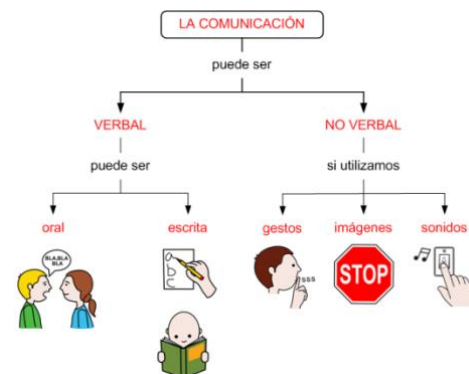 LA COMUNICACIÓN
puede ser
VERBAL NO VERBAL
puede ser si utilizamos
oral escrita gestos imágenes sonidos
BLA,BLA
BLA
abc
sss
STOP